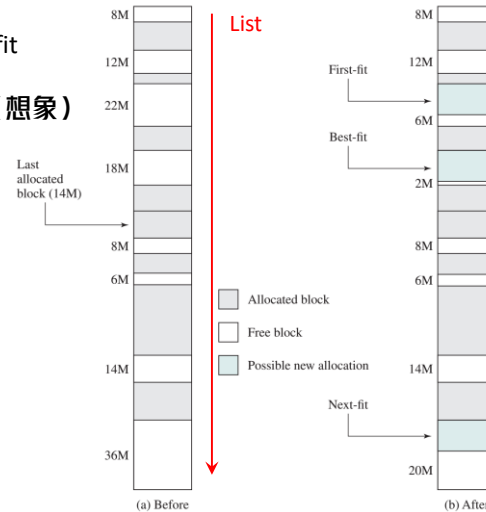 fit
想象）
List
8M
12M
22M
18M
Last
allocated
block (14M)
8M
6M
14M
36M
(a) Before
Allocated block
Free block
Possible new allocation
8M
12M
First-fit
6M
Best-fit
2M
8M
6M
14M
Next-fit
20M
(b) After